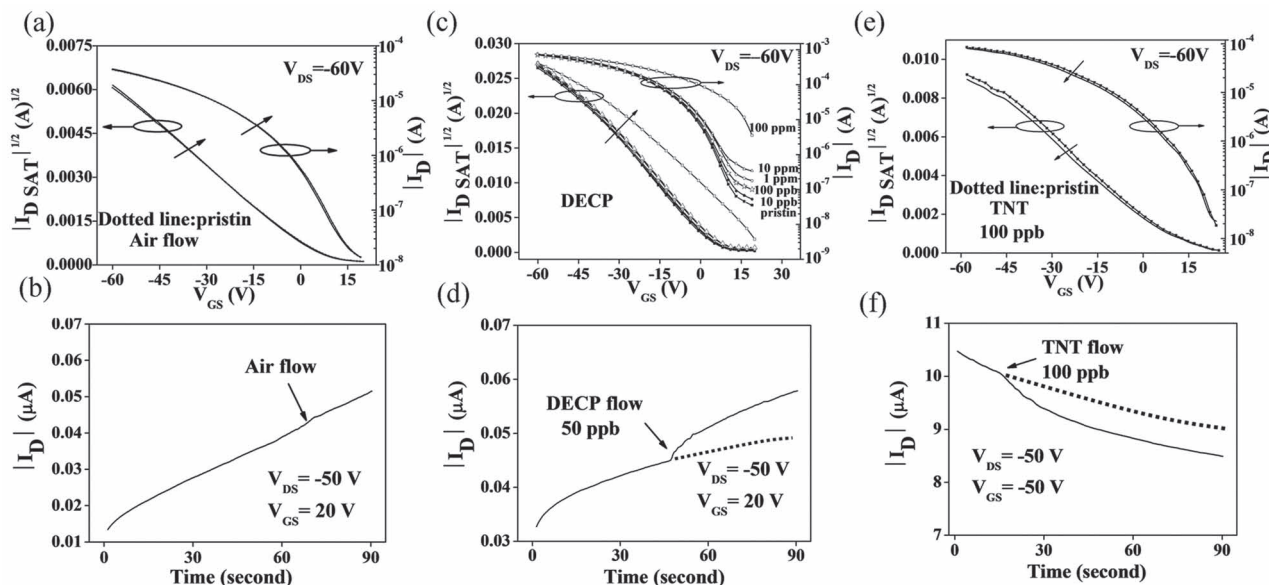 (a)
0.0075
0.0060
0.0045
0.0030
0.0015
0.0000
|I_D SAT|^1/2 (A)^1/2
V_DS=-60V
Dotted line:pristin
Air flow
10^-4
10^-5
10^-6
10^-7
10^-8
|I_D| (A)
-60 -45 -30 -15 0 15
V_GS (V)
(c)
0.030
0.025
0.020
0.015
0.010
0.005
0.000
|I_D SAT|^1/2 (A)^1/2
V_DS=-60V
100 ppm
10 ppm
1 ppm
100 ppb
10 ppb
pristin
DECP
10^-3
10^-4
10^-5
10^-6
10^-7
10^-8
10^-9
|I_D| (A)
-60 -45 -30 -15 0 15 30
V_GS (V)
(e)
0.010
0.008
0.006
0.004
0.002
0.000
|I_D SAT|^1/2 (A)^1/2
V_DS=-60V
Dotted line:pristin
TNT
100 ppb
10^-4
10^-5
10^-6
10^-7
10^-8
|I_D| (A)
-60 -45 -30 -15 0 15
V_GS (V)
(b)
0.07
0.06
0.05
0.04
0.03
0.02
0.01
|I_D| (μA)
Air flow
V_DS= -50 V
V_GS= 20 V
0 30 60 90
Time (second)
(d)
0.07
0.06
0.05
0.04
0.03
|I_D| (μA)
DECP flow
50 ppb
V_DS= -50 V
V_GS= 20 V
0 30 60 90
Time (second)
(f)
11
10
9
8
7
|I_D| (μA)
TNT flow
100 ppb
V_DS= -50 V
V_GS= -50 V
0 30 60 90
Time (second)